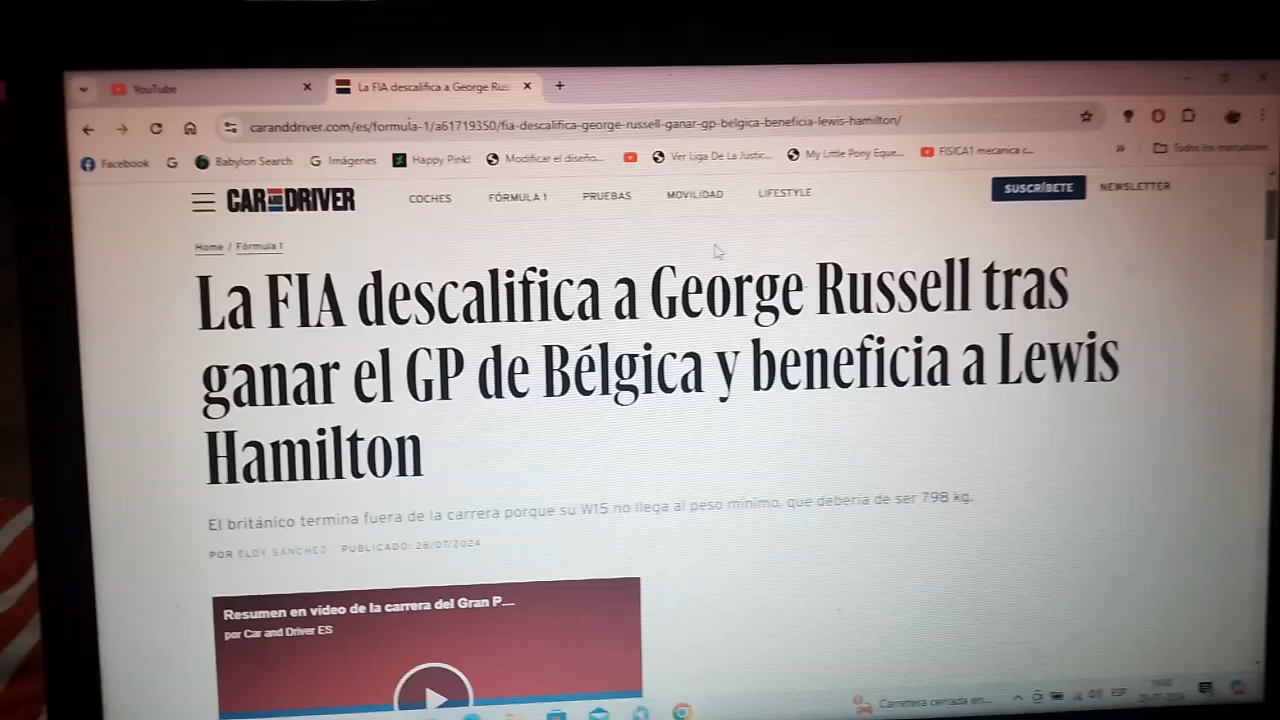 YouTube
La FIA descalifica a George Rus
caranddriver.com/es/formula-1/a61719350/fia-descalifica-george-russell-ganar-gp-belgica-beneficia-lewis-hamilton/
Facebook
Babylon Search
Imágenes
Happy Pink!
Modificar el diseño...
Ver Liga De La Justic...
My Little Pony Eque...
FISICA1 mecanica c...
»
Todos los marcadores
CAR AND DRIVER
COCHES
FÓRMULA 1
PRUEBAS
MOVILIDAD
LIFESTYLE
SUSCRÍBETE
NEWSLETTER
Home / Fórmula 1
La FIA descalifica a George Russell tras
ganar el GP de Bélgica y beneficia a Lewis
Hamilton
El británico termina fuera de la carrera porque su W15 no llega al peso mínimo, que debería de ser 798 kg.
POR ELOY SÁNCHEZ PUBLICADO: 28/07/2024
Resumen en vídeo de la carrera del Gran P...
por Car and Driver ES
Carretera cerrada en...
ESP